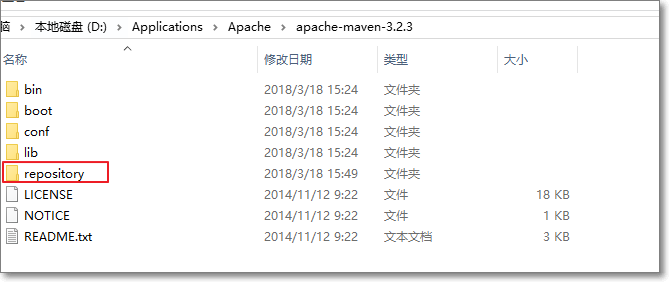 脑 > 本地磁盘 (D:) > Applications > Apache > apache-maven-3.2.3
名称 修改日期 类型 大小
bin 2018/3/18 15:24 文件夹
boot 2018/3/18 15:24 文件夹
conf 2018/3/18 15:24 文件夹
lib 2018/3/18 15:24 文件夹
repository 2018/3/18 15:49 文件夹
LICENSE 2014/11/12 9:22 文件 18 KB
NOTICE 2014/11/12 9:22 文件 1 KB
README.txt 2014/11/12 9:22 文本文档 3 KB